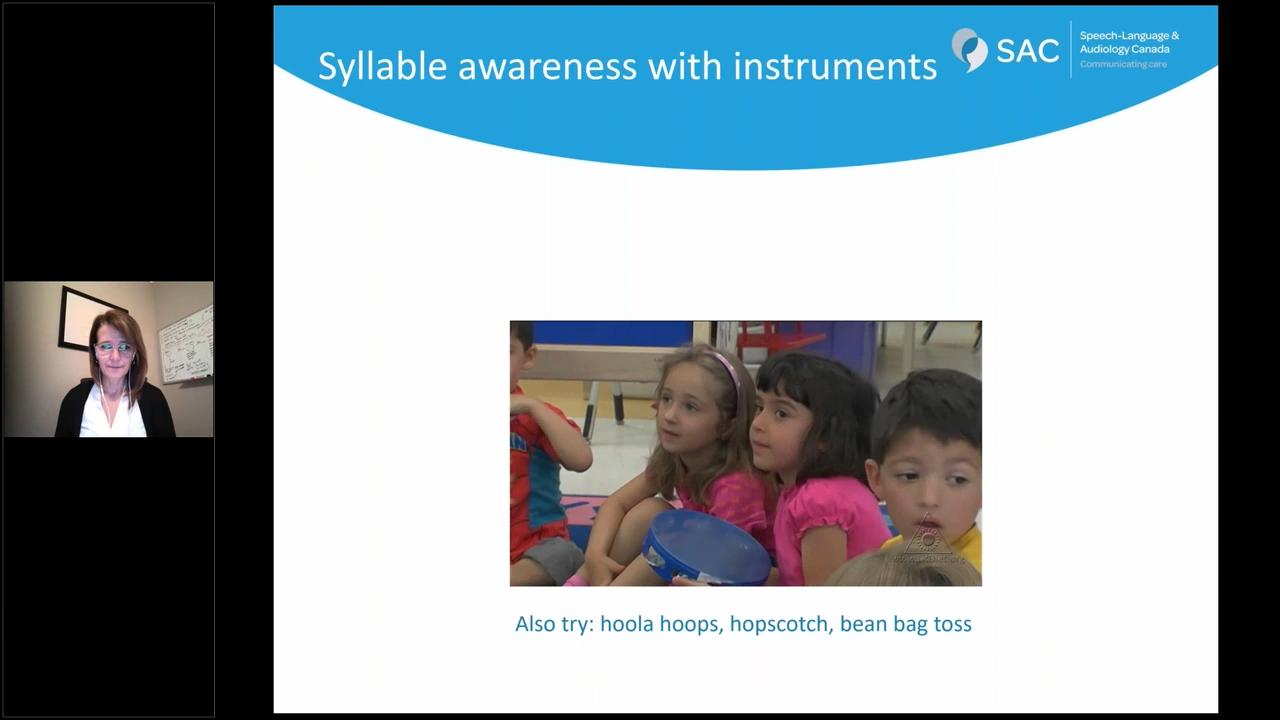 Syllable awareness with instruments
SAC
Speech-Language &
Audiology Canada
Communicating care
Also try: hoola hoops, hopscotch, bean bag toss